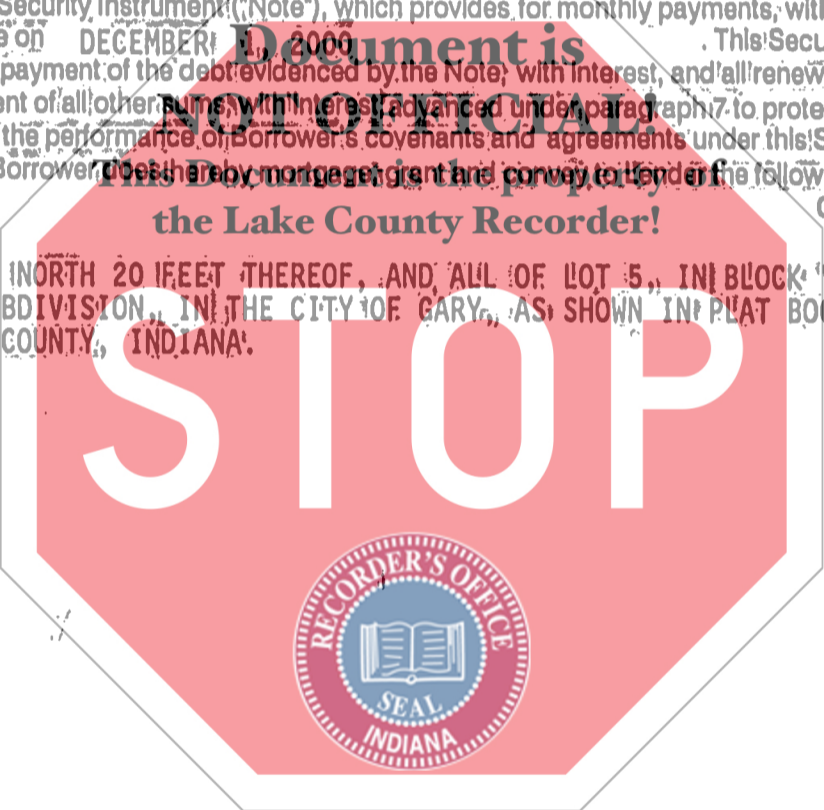 Security Instrument ("Note"), which provides for monthly payments, with
e on DECEMBER 1, 2009 . This Secu
Document is
payment of the debt evidenced by the Note, with interest, and all renew
ent of all other sums, with interest, advanced under paragraph 7 to prote
NOT OFFICIAL!
the performance of Borrower's covenants and agreements under this S
Borrower does hereby mortgage, grant and convey to Lender the follow
This Document is the property of
the Lake County Recorder!
NORTH 20 FEET THEREOF, AND ALL OF LOT 5, IN BLOCK
BDIVISION, IN THE CITY OF GARY, AS SHOWN IN PLAT BOO
COUNTY, INDIANA.
STOP
RECORDER'S OFFICE
SEAL
INDIANA